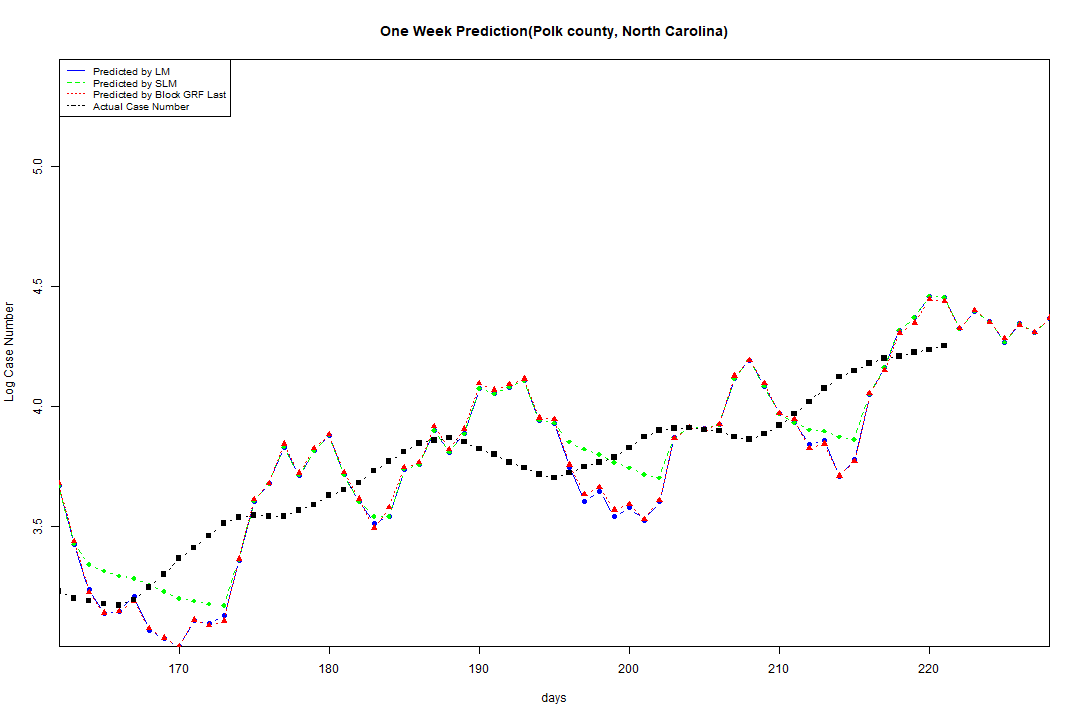 One Week Prediction(Polk county, North Carolina)
Predicted by LM
Predicted by SLM
Predicted by Block GRF Last
Actual Case Number
Log Case Number
5.0
4.5
4.0
3.5
170 180 190 200 210 220
days